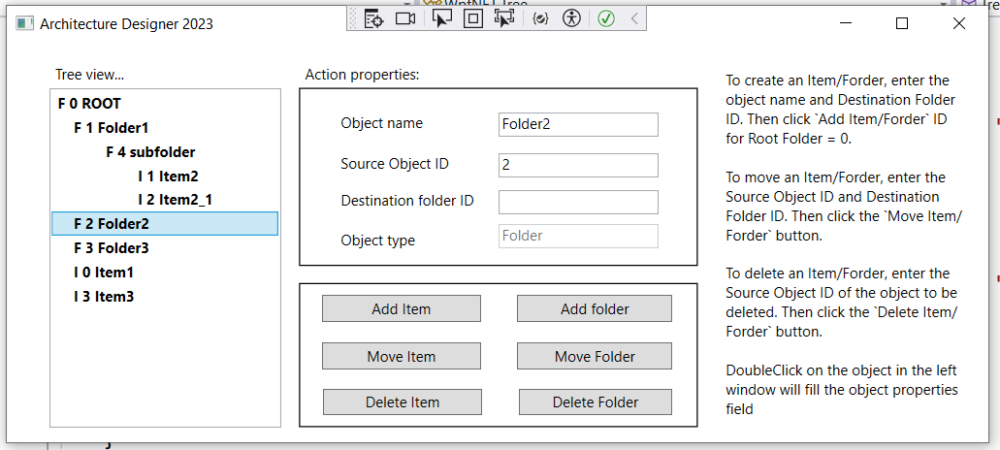 WpfNET Tree
Architecture Designer 2023
Tree view...
F 0 ROOT
F 1 Folder1
F 4 subfolder
I 1 Item2
I 2 Item2_1
F 2 Folder2
F 3 Folder3
I 0 Item1
I 3 Item3
Action properties:
Object name
Folder2
Source Object ID
2
Destination folder ID
Object type
Folder
Add Item
Add folder
Move Item
Move Folder
Delete Item
Delete Folder
To create an Item/Forder, enter the
object name and Destination Folder
ID. Then click `Add Item/Forder` ID
for Root Folder = 0.
To move an Item/Forder, enter the
Source Object ID and Destination
Folder ID. Then click the `Move Item/
Forder` button.
To delete an Item/Forder, enter the
Source Object ID of the object to be
deleted. Then click the `Delete Item/
Forder` button.
DoubleClick on the object in the left
window will fill the object properties
field